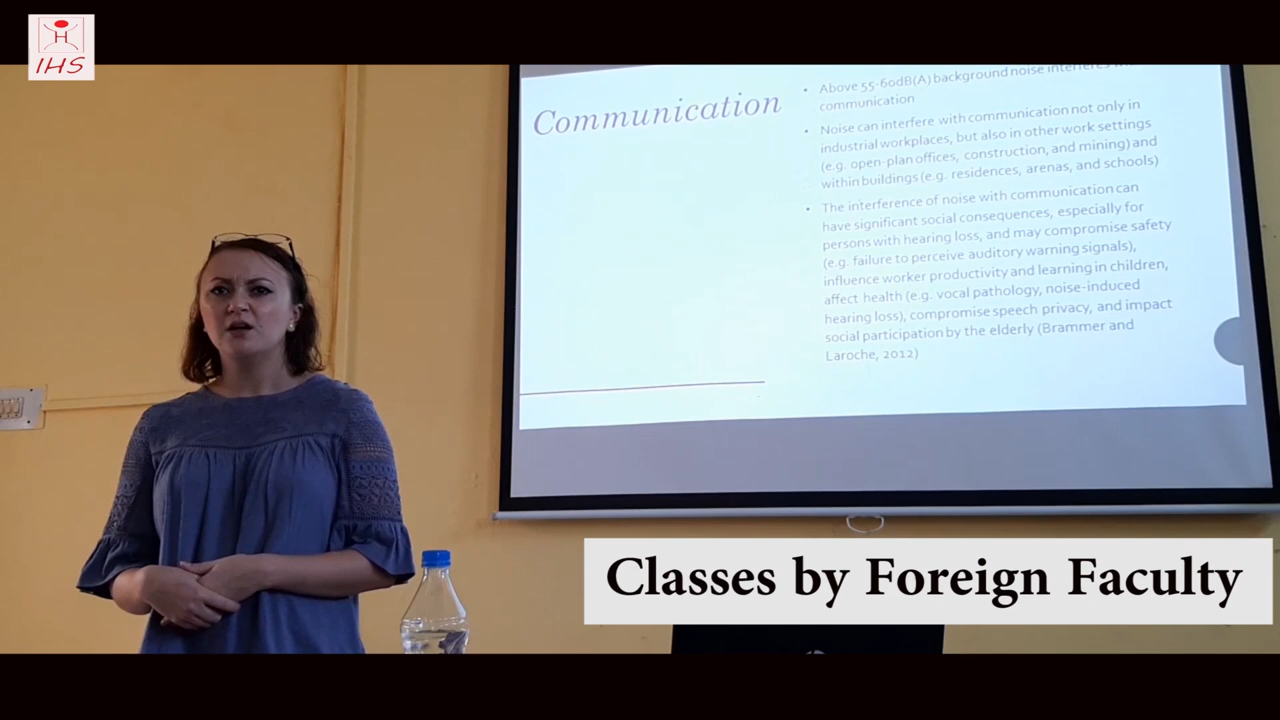 H
IHS
Communication
• Above 55-60dB(A) background noise interferes
communication
• Noise can interfere with communication not only in
industrial workplaces, but also in other work settings
(e.g. open-plan offices, construction, and mining) and
within buildings (e.g. residences, arenas, and schools)
• The interference of noise with communication can
have significant social consequences, especially for
persons with hearing loss, and may compromise safety
(e.g. failure to perceive auditory warning signals),
influence worker productivity and learning in children,
affect health (e.g. vocal pathology, noise-induced
hearing loss), compromise speech privacy, and impact
social participation by the elderly (Brammer and
Laroche, 2012)
Classes by Foreign Faculty